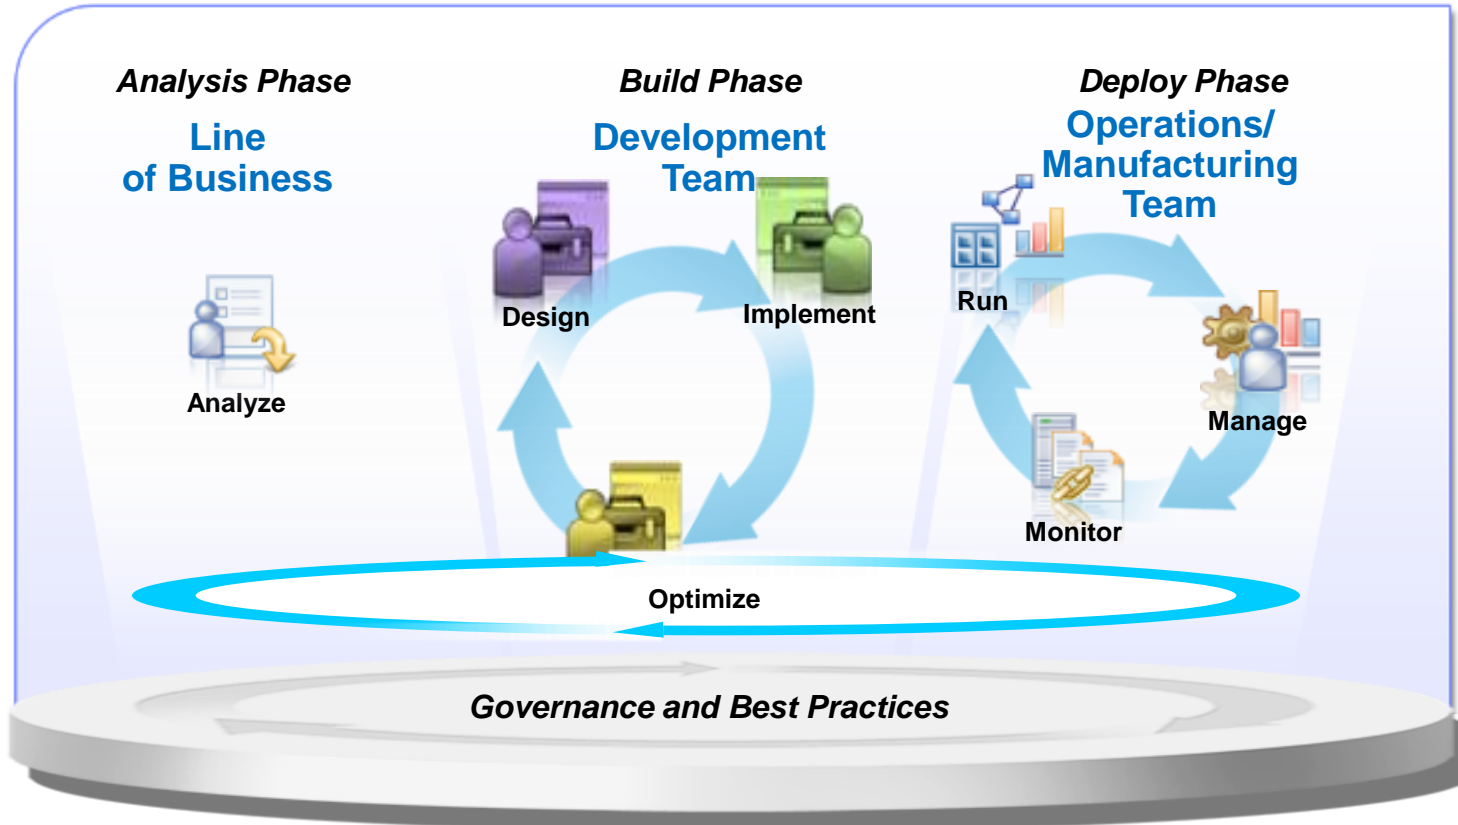 Analysis Phase
Line
of Business
Analyze
Build Phase
Development
Team
Design
Implement
Deploy Phase
Operations/
Manufacturing
Team
Run
Manage
Monitor
Optimize
Governance and Best Practices